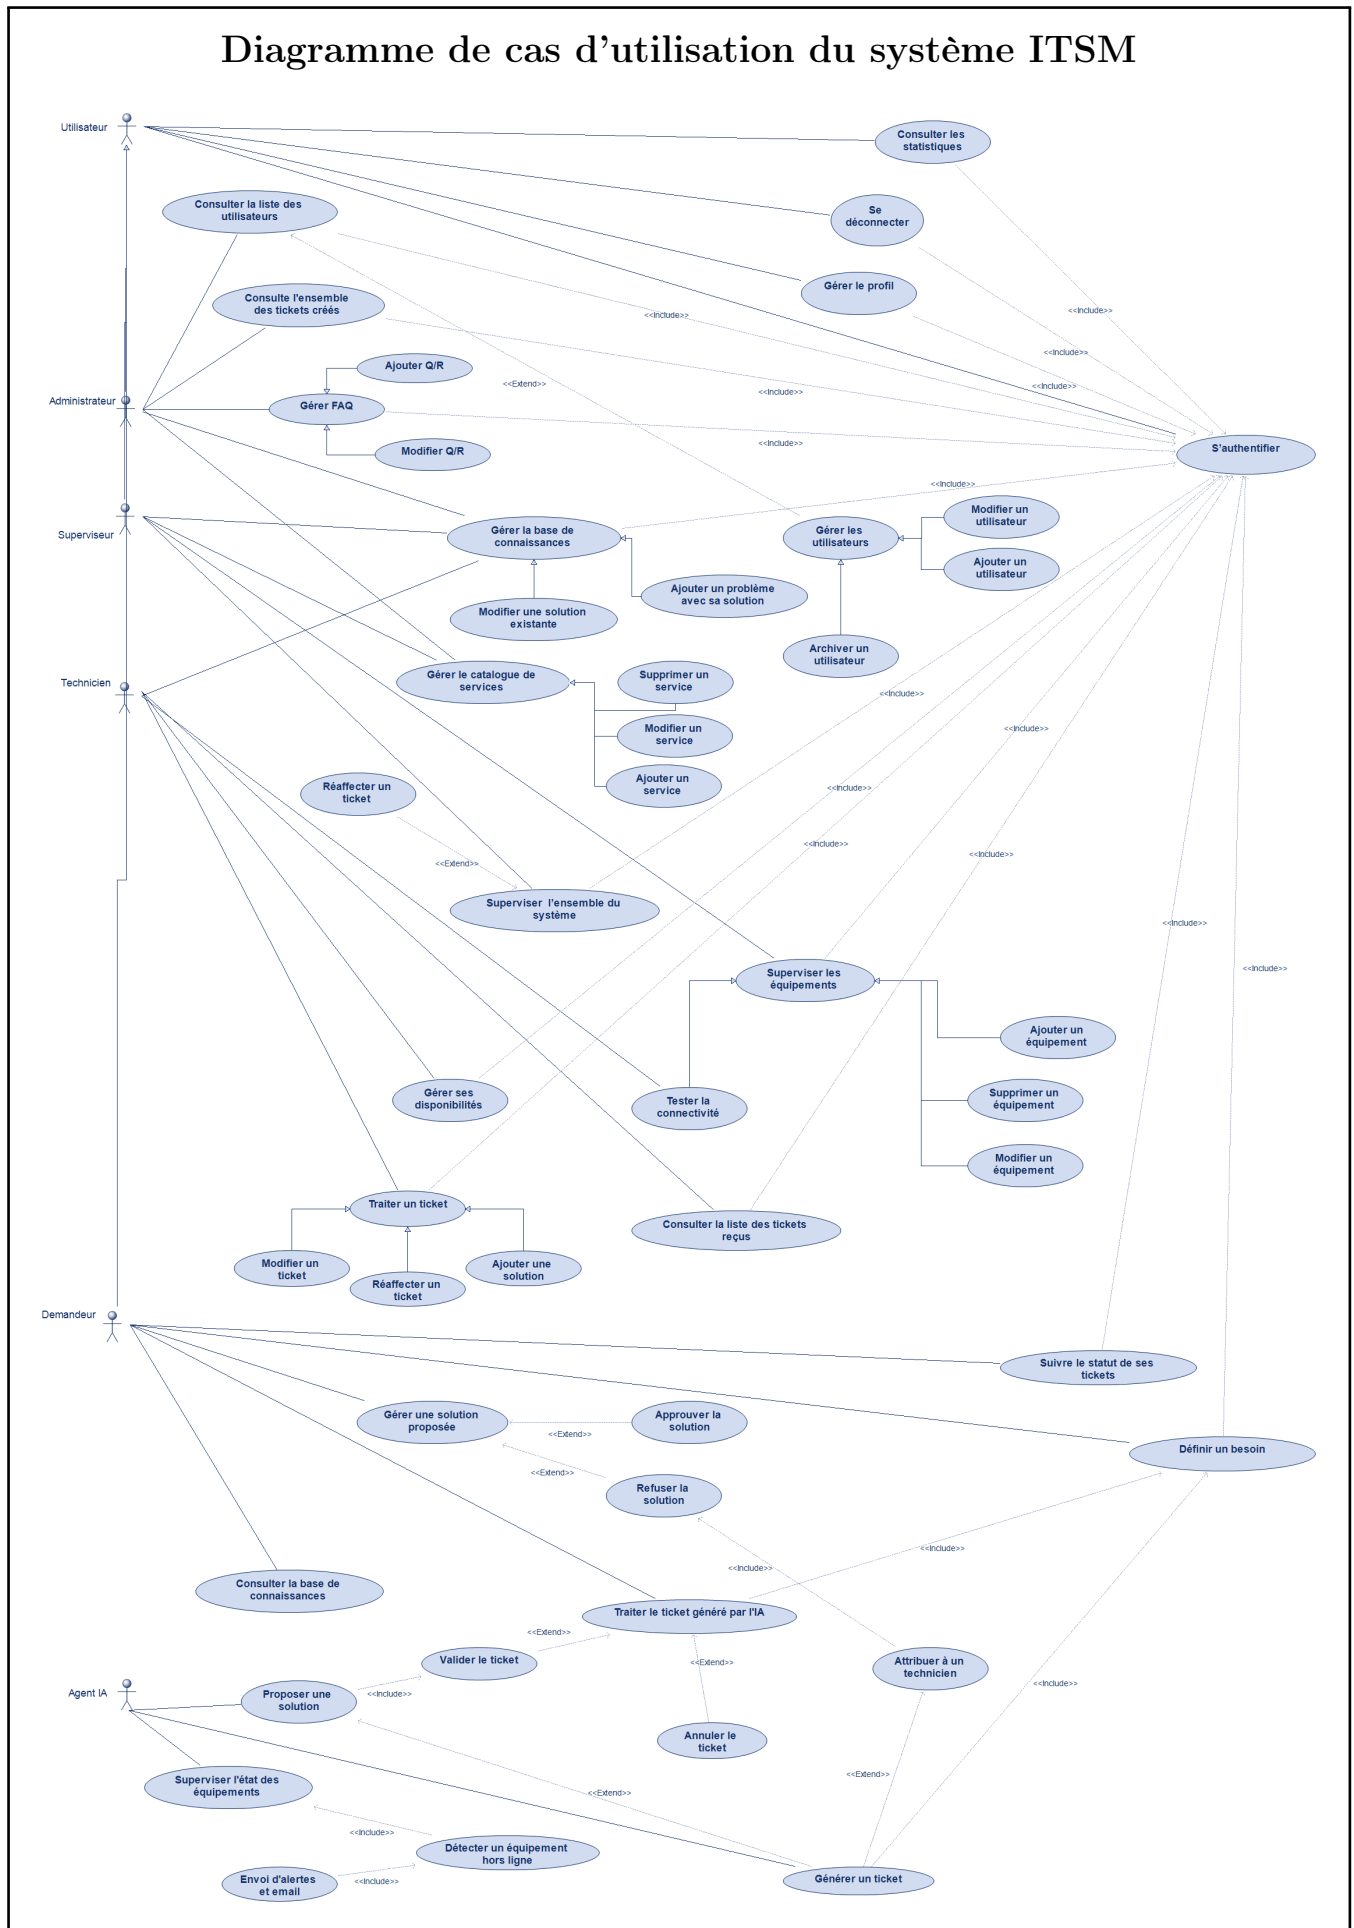 Diagramme de cas d'utilisation du système ITSM
Utilisateur
Consulter les
statistiques
Consulter la liste des
utilisateurs
Se
déconnecter
Gérer le profil
Consulte l'ensemble
des tickets créés
<<Include>>
<<Include>>
<<Include>>
Ajouter Q/R
<<Extend>>
<<Include>>
<<Include>>
Administrateur
Gérer FAQ
<<Include>>
Modifier Q/R
S'authentifier
<<Include>>
Superviseur
Gérer la base de
connaissances
Gérer les
utilisateurs
Modifier un
utilisateur
Ajouter un
utilisateur
Ajouter un problème
avec sa solution
Modifier une solution
existante
Archiver un
utilisateur
Technicien
Gérer le catalogue de
services
Supprimer un
service
<<Include>>
Modifier un
service
<<Include>>
Ajouter un
service
Réaffecter un
ticket
<<Include>>
<<Include>>
<<Include>>
<<Extend>>
Superviser l'ensemble du
système
<<Include>>
<<Include>>
Superviser les
équipements
Ajouter un
équipement
Gérer ses
disponibilités
Tester la
connectivité
Supprimer un
équipement
Modifier un
équipement
Traiter un ticket
Consulter la liste des tickets
reçus
Modifier un
ticket
Réaffecter un
ticket
Ajouter une
solution
Demandeur
Suivre le statut de ses
tickets
Gérer une solution
proposée
<<Extend>>
Approuver la
solution
Définir un besoin
<<Extend>>
Refuser la
solution
<<Include>>
<<Include>>
Consulter la base de
connaissances
Traiter le ticket généré par l'IA
<<Extend>>
Valider le ticket
<<Extend>>
Attribuer à un
technicien
<<Include>>
Agent IA
Proposer une
solution
<<Include>>
Annuler le
ticket
Superviser l'état des
équipements
<<Extend>>
<<Extend>>
<<Include>>
Détecter un équipement
hors ligne
Envoi d'alertes
et email
<<Include>>
Générer un ticket